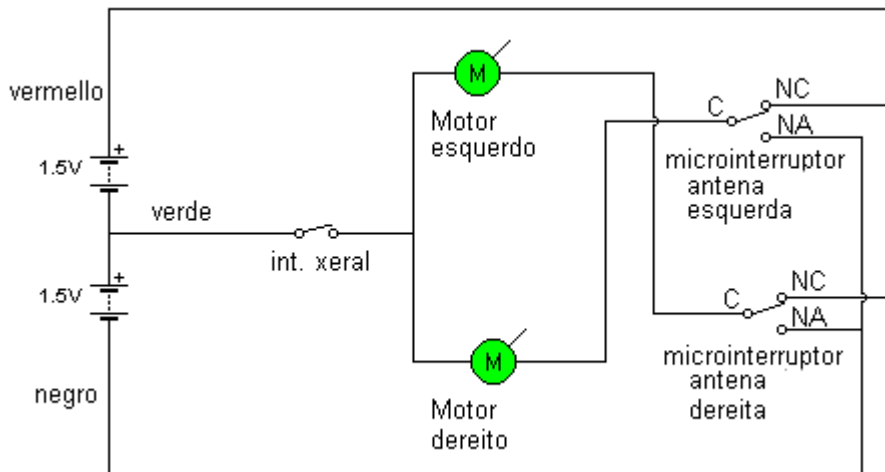 vermello
1.5V
+
verde
1.5V
+
negro
int. xeral
M
Motor
esquerdo
M
Motor
dereito
C
NC
NA
microinterruptor
antena
esquerda
C
NC
NA
microinterruptor
antena
dereita